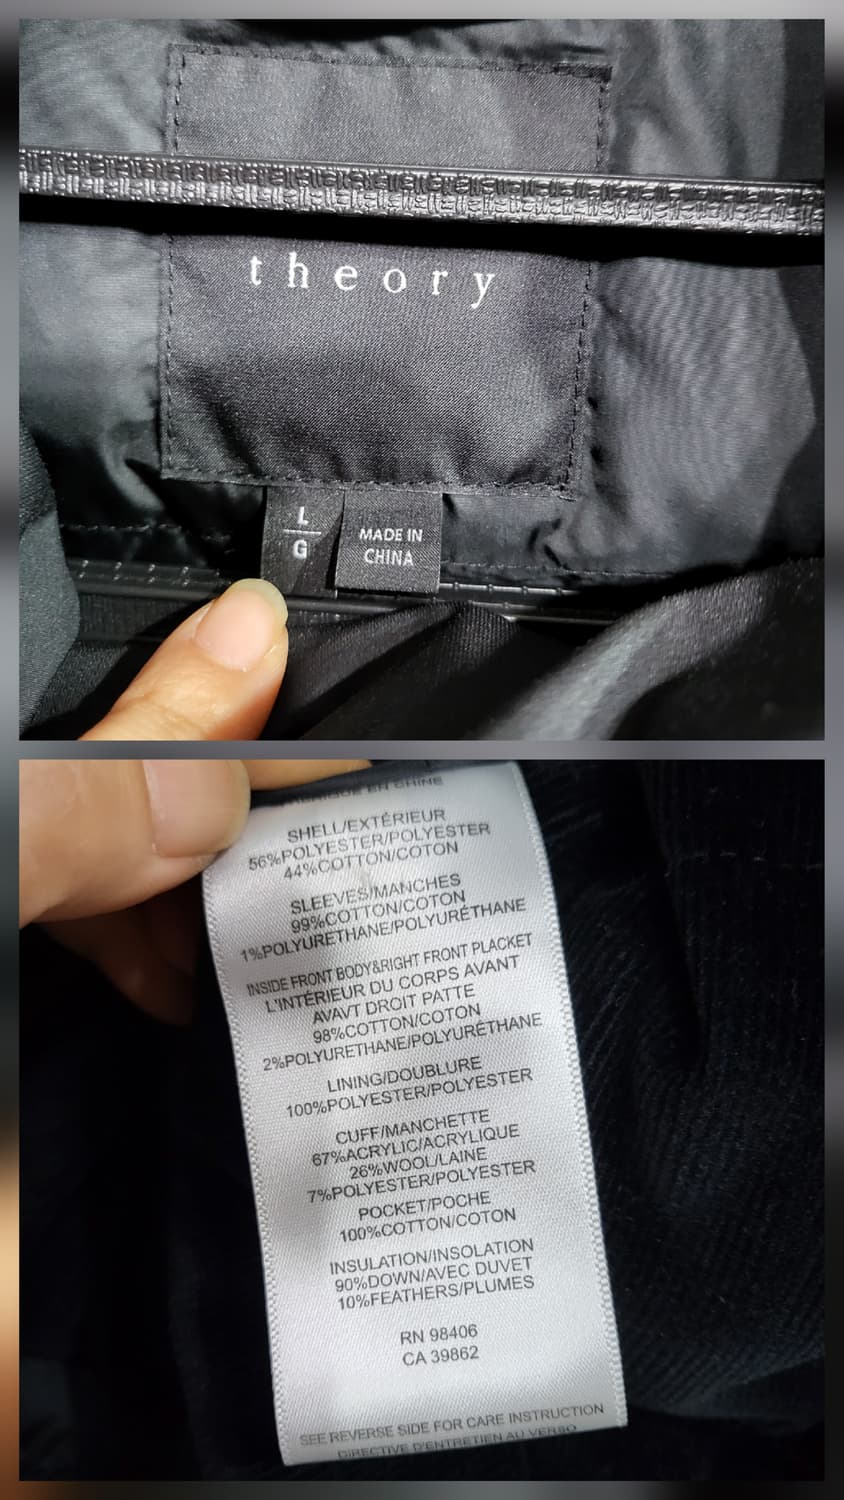 theory
L
G
MADE IN
CHINA
EN CHINE
SHELL/EXTÉRIEUR
56%POLYESTER/POLYESTER
44%COTTON/COTON
SLEEVES/MANCHES
99%COTTON/COTON
1%POLYURETHANE/POLYURÉTHANE
INSIDE FRONT BODY&RIGHT FRONT PLACKET
L'INTÉRIEUR DU CORPS AVANT
AVAVT DROIT PATTE
98%COTTON/COTON
2%POLYURETHANE/POLYURÉTHANE
LINING/DOUBLURE
100%POLYESTER/POLYESTER
CUFF/MANCHETTE
67%ACRYLIC/ACRYLIQUE
26%WOOL/LAINE
7%POLYESTER/POLYESTER
POCKET/POCHE
100%COTTON/COTON
INSULATION/INSOLATION
90%DOWN/AVEC DUVET
10%FEATHERS/PLUMES
RN 98406
CA 39862
SEE REVERSE SIDE FOR CARE INSTRUCTION
DIRECTIVE D'ENTRETIEN AU VERSO